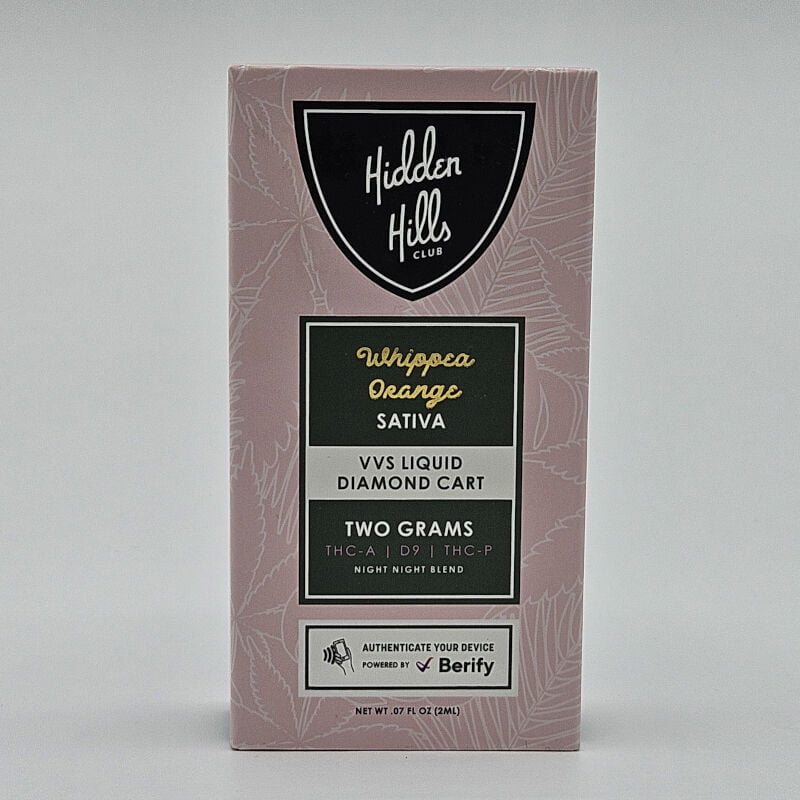 Hidden
Hills
CLUB
Whipped
Orange
SATIVA
VVS LIQUID
DIAMOND CART
TWO GRAMS
THC-A | D9 | THC-P
NIGHT NIGHT BLEND
AUTHENTICATE YOUR DEVICE
POWERED BY Berify
NET WT .07 FL OZ (2ML)